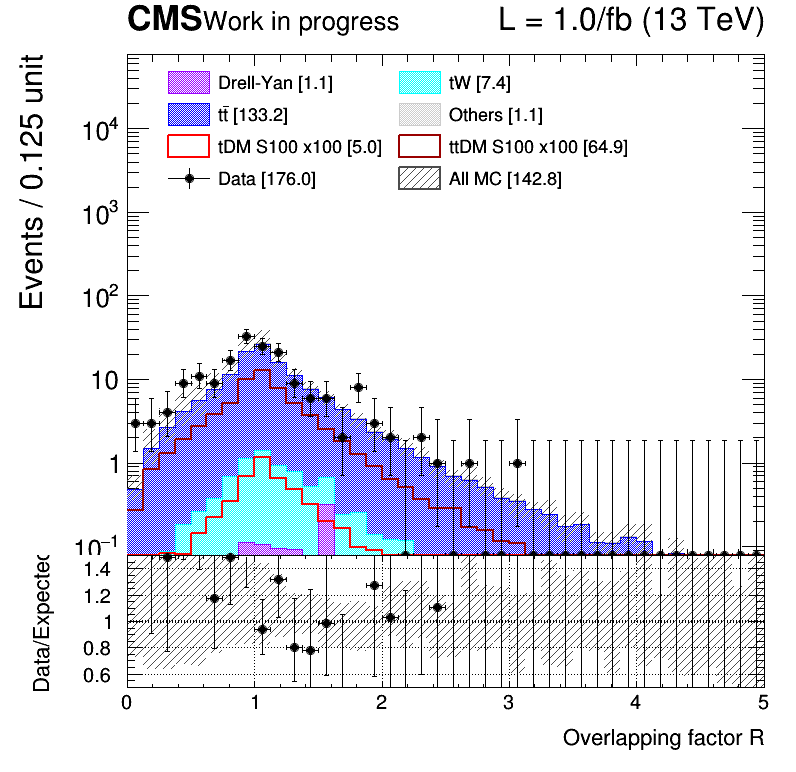 CMS Work in progress L = 1.0/fb (13 TeV)
Events / 0.125 unit
Drell-Yan [1.1] tW [7.4]
tt̄ [133.2] Others [1.1]
tDM S100 x100 [5.0] ttDM S100 x100 [64.9]
Data [176.0] All MC [142.8]
10⁴
10³
10²
10
1
10⁻¹
Data/Expected
1.4
1.2
1
0.8
0.6
0 1 2 3 4 5
Overlapping factor R